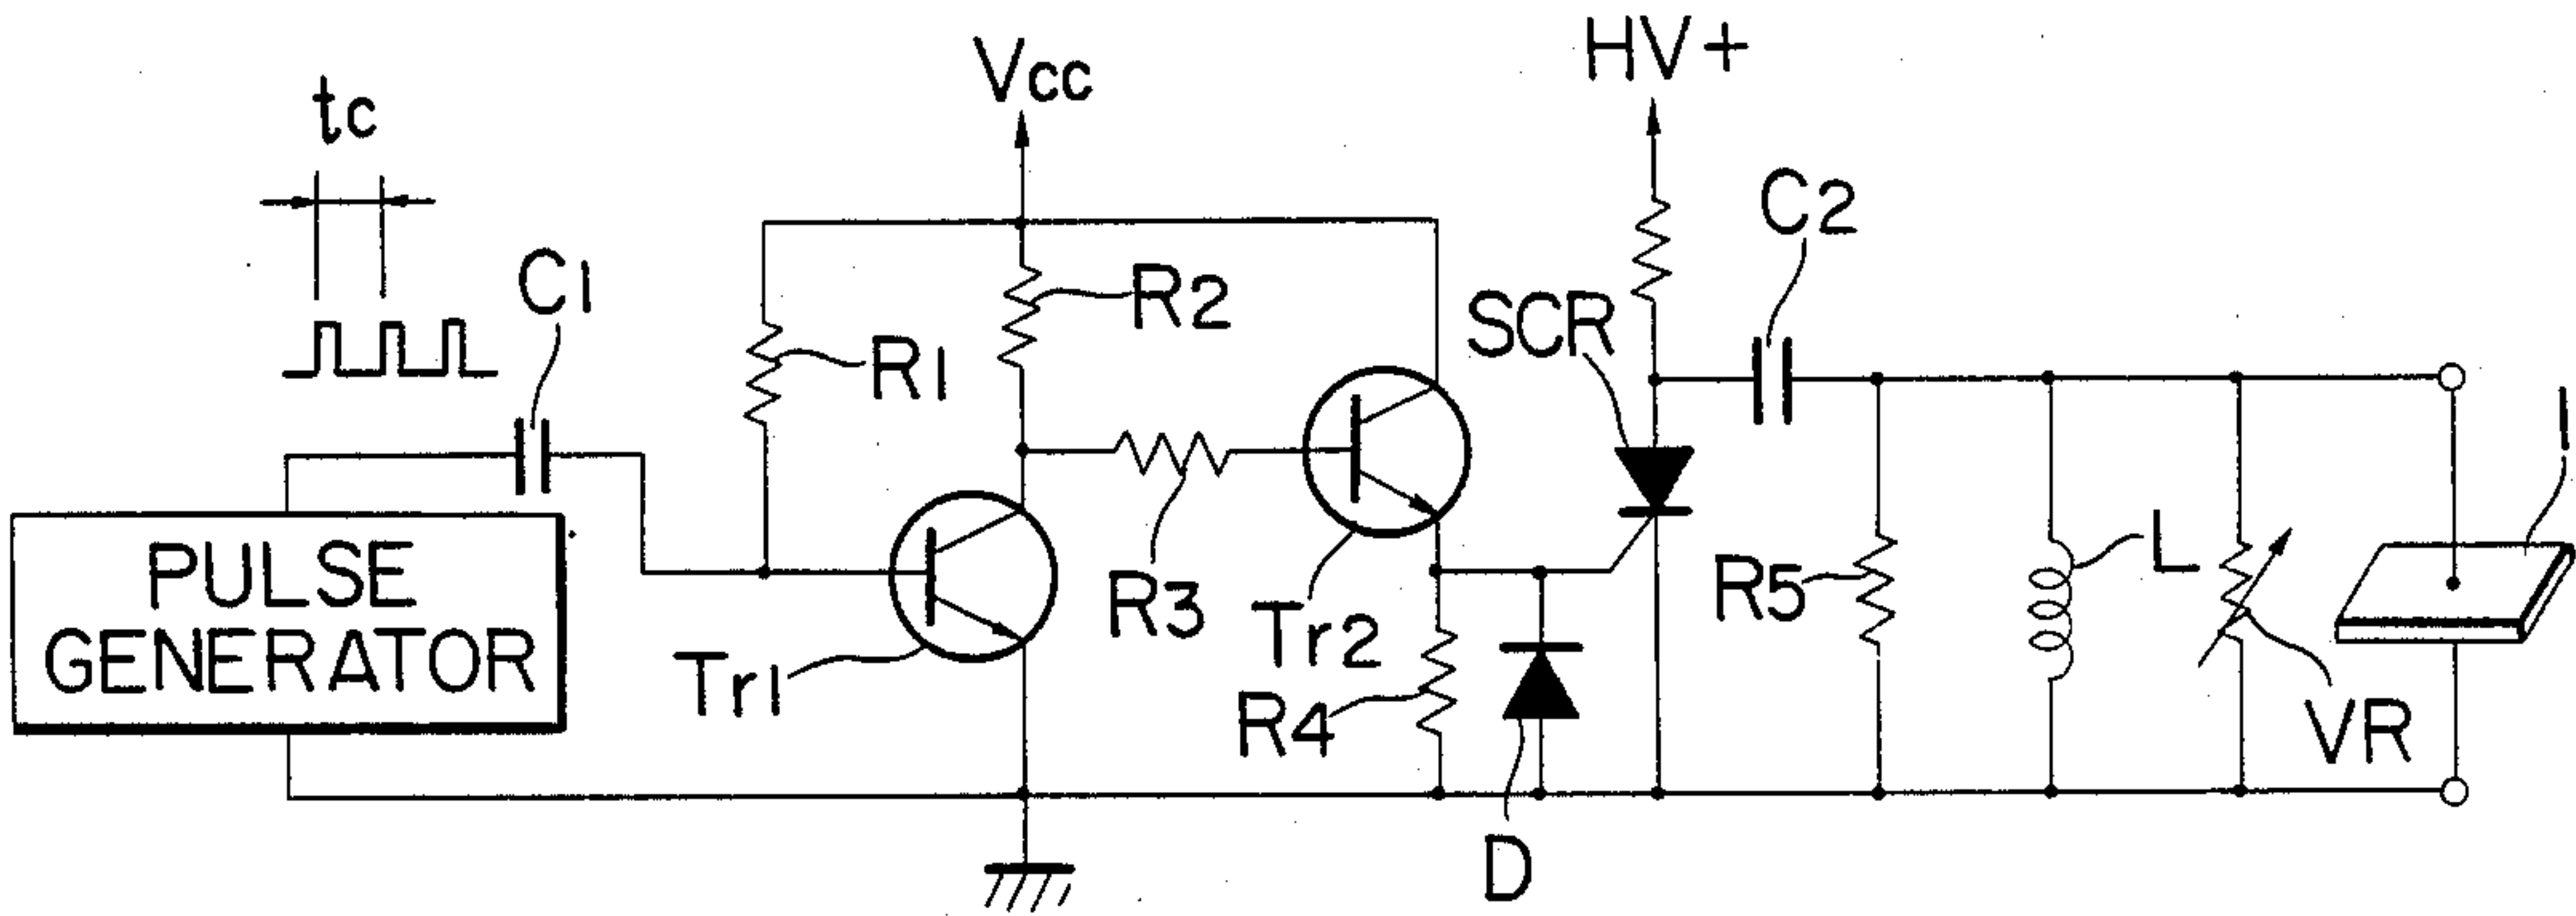 tc
Vcc
HV+
C1
C2
R1
R2
SCR
PULSE
GENERATOR
Tr1
R3
Tr2
R4
D
R5
L
VR
1